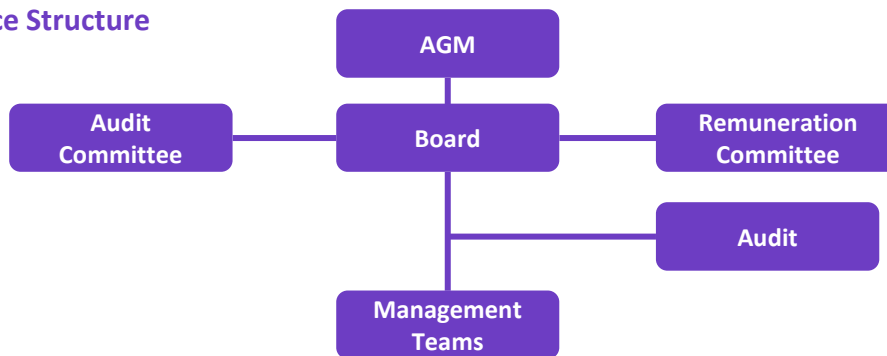 ce Structure
AGM
Audit
Committee
Board
Remuneration
Committee
Audit
Management
Teams